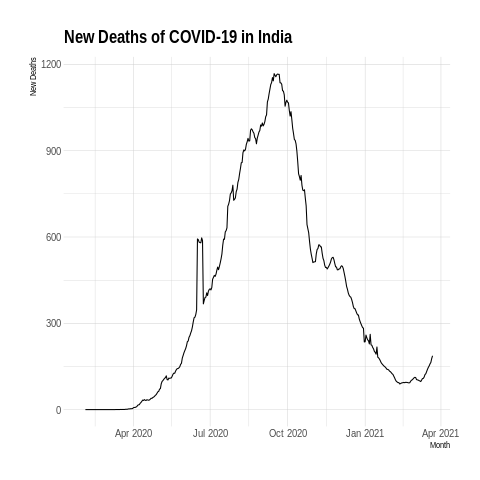 New Deaths of COVID-19 in India
New Deaths
1200
900
600
300
0
Apr 2020 Jul 2020 Oct 2020 Jan 2021 Apr 2021
Month